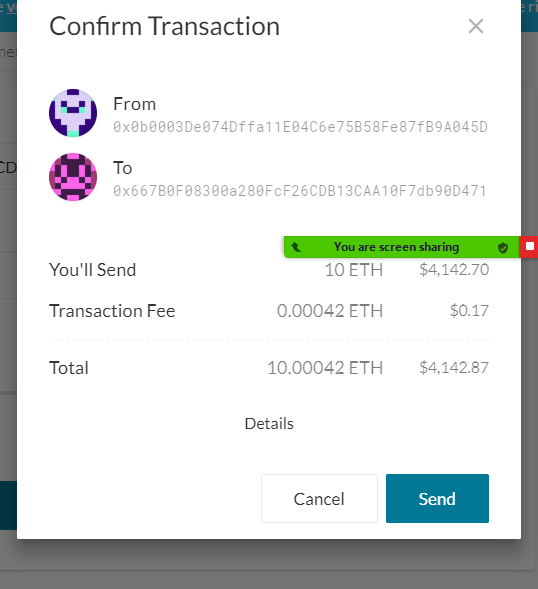 Confirm Transaction
From
0x0b0003De074Dffa11E04C6e75B58Fe87fB9A045D
To
0x667B0F08300a280FcF26CDB13CAA10F7db90D471
You are screen sharing
You'll Send 10 ETH $4,142.70
Transaction Fee 0.00042 ETH $0.17
Total 10.00042 ETH $4,142.87
Details
Cancel Send